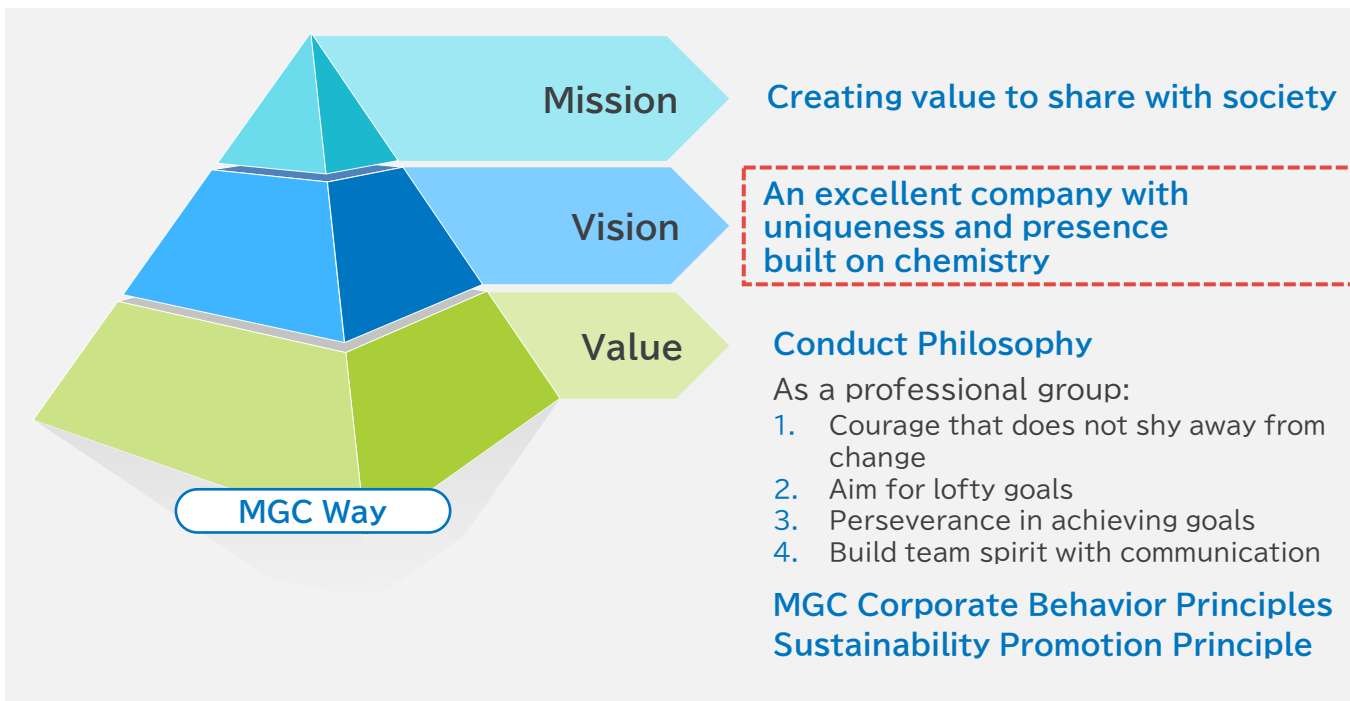 Mission
Creating value to share with society
Vision
An excellent company with
uniqueness and presence
built on chemistry
Value
Conduct Philosophy
As a professional group:
1. Courage that does not shy away from
change
2. Aim for lofty goals
3. Perseverance in achieving goals
4. Build team spirit with communication
MGC Way
MGC Corporate Behavior Principles
Sustainability Promotion Principle